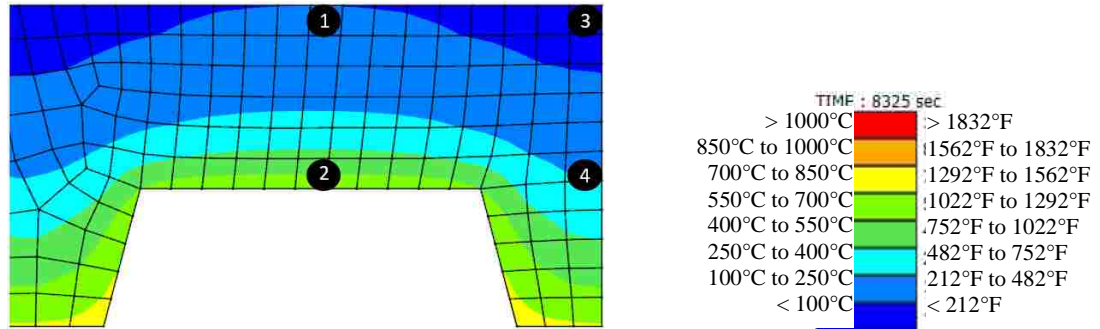 1
3
2
4
TIME : 8325 sec
> 1000°C > 1832°F
850°C to 1000°C 1562°F to 1832°F
700°C to 850°C 1292°F to 1562°F
550°C to 700°C 1022°F to 1292°F
400°C to 550°C 752°F to 1022°F
250°C to 400°C 482°F to 752°F
100°C to 250°C 212°F to 482°F
< 100°C < 212°F